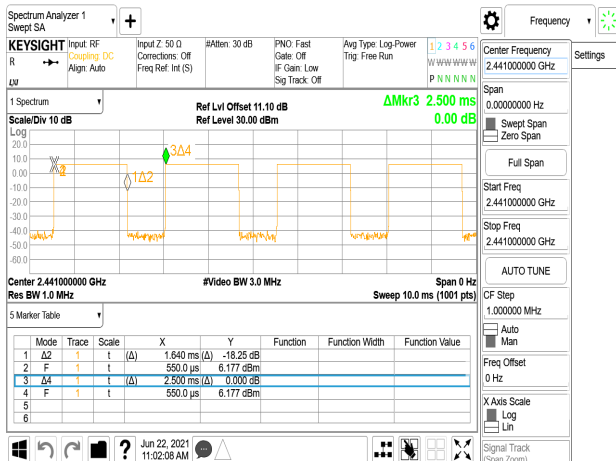 Spectrum Analyzer 1
Swept SA
Frequency
KEYSIGHT
R
LXI
Input: RF
Coupling: DC
Align: Auto
Input Z: 50 Ω
Corrections: Off
Freq Ref: Int (S)
#Atten: 30 dB
PNO: Fast
Gate: Off
IF Gain: Low
Sig Track: Off
Avg Type: Log-Power
Trig: Free Run
1 2 3 4 5 6
W W W W W W
P N N N N N
Center Frequency
2.441000000 GHz
Settings
Span
0.00000000 Hz
Swept Span
Zero Span
Full Span
Start Freq
2.441000000 GHz
Stop Freq
2.441000000 GHz
AUTO TUNE
CF Step
1.000000 MHz
Auto
Man
Freq Offset
0 Hz
X Axis Scale
Log
Lin
Signal Track
(Span Zoom)
1 Spectrum
Scale/Div 10 dB
Ref Lvl Offset 11.10 dB
Ref Level 30.00 dBm
ΔMkr3 2.500 ms
0.00 dB
Log
20.0
10.0
0.00
-10.0
-20.0
-30.0
-40.0
-50.0
-60.0
1Δ2
3Δ4
Center 2.441000000 GHz
Res BW 1.0 MHz
#Video BW 3.0 MHz
Span 0 Hz
Sweep 10.0 ms (1001 pts)
5 Marker Table
Mode Trace Scale X Y Function Function Width Function Value
1 Δ2 1 t (Δ) 1.640 ms (Δ) -18.25 dB
2 F 1 t 550.0 µs 6.177 dBm
3 Δ4 1 t (Δ) 2.500 ms (Δ) 0.000 dB
4 F 1 t 550.0 µs 6.177 dBm
5
6
?
Jun 22, 2021
11:02:08 AM